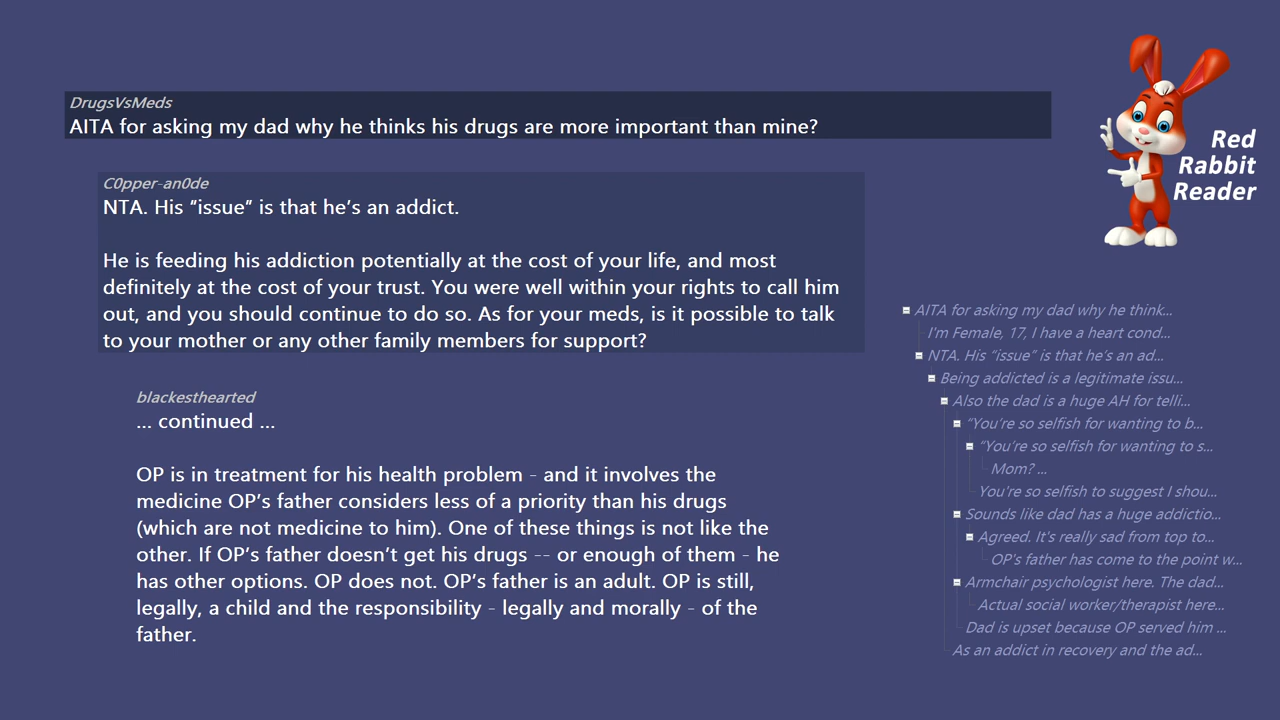 DrugsVsMeds
AITA for asking my dad why he thinks his drugs are more important than mine?
C0pper-an0de
NTA. His “issue” is that he’s an addict.
He is feeding his addiction potentially at the cost of your life, and most
definitely at the cost of your trust. You were well within your rights to call him
out, and you should continue to do so. As for your meds, is it possible to talk
to your mother or any other family members for support?
blackesthearted
... continued ...
OP is in treatment for his health problem - and it involves the
medicine OP’s father considers less of a priority than his drugs
(which are not medicine to him). One of these things is not like the
other. If OP’s father doesn’t get his drugs -- or enough of them - he
has other options. OP does not. OP’s father is an adult. OP is still,
legally, a child and the responsibility - legally and morally - of the
father.
Red
Rabbit
Reader
AITA for asking my dad why he think...
I'm Female, 17, I have a heart cond...
NTA. His “issue” is that he’s an ad...
Being addicted is a legitimate issu...
Also the dad is a huge AH for telli...
“You’re so selfish for wanting to b...
“You’re so selfish for wanting to s...
Mom? ...
You're so selfish to suggest I shou...
Sounds like dad has a huge addictio...
Agreed. It's really sad from top to...
OP's father has come to the point w...
Armchair psychologist here. The dad...
Actual social worker/therapist here...
Dad is upset because OP served him ...
As an addict in recovery and the ad...